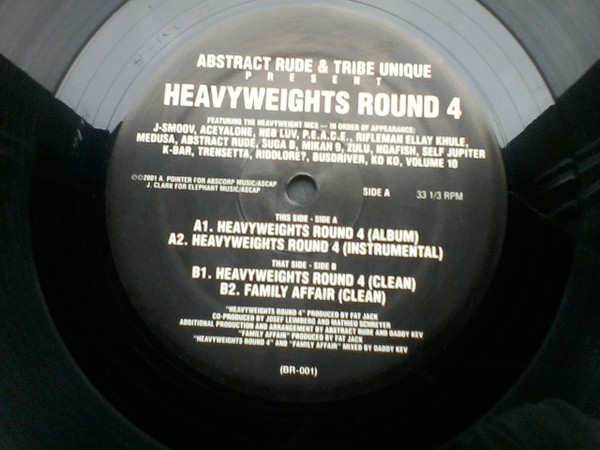 ABSTRACT RUDE & TRIBE UNIQUE
PRESENT
HEAVYWEIGHTS ROUND 4
FEATURING THE HEAVYWEIGHT MCS — IN ORDER OF APPEARANCE:
J-SMOOV, ACEYALONE, NEB LUV, P.E.A.C.E., RIFLEMAN ELLAY KHULE,
MEDUSA, ABSTRACT RUDE, SUGA B, MIKAH 9, ZULU, NGAFISH, SELF JUPITER
K-BAR, TRENSETTA, RIDDLORE?, BUSDRIVER, KO KO, VOLUME 10
©℗2001 A. POINTER FOR ABSCORP MUSIC/ASCAP
J. CLARK FOR ELEPHANT MUSIC/ASCAP
SIDE A 33 1/3 RPM
THIS SIDE - SIDE A
A1. HEAVYWEIGHTS ROUND 4 (ALBUM)
A2. HEAVYWEIGHTS ROUND 4 (INSTRUMENTAL)
THAT SIDE - SIDE B
B1. HEAVYWEIGHTS ROUND 4 (CLEAN)
B2. FAMILY AFFAIR (CLEAN)
"HEAVYWEIGHTS ROUND 4" PRODUCED BY FAT JACK
CO-PRODUCED BY JOSEF LEIMBERG AND MATHIEU SCHREYER
ADDITIONAL PRODUCTION AND ARRANGEMENT BY ABSTRACT RUDE AND DADDY KEV
"FAMILY AFFAIR" PRODUCED BY FAT JACK
"HEAVYWEIGHTS ROUND 4" AND "FAMILY AFFAIR" MIXED BY DADDY KEV
(BR-001)